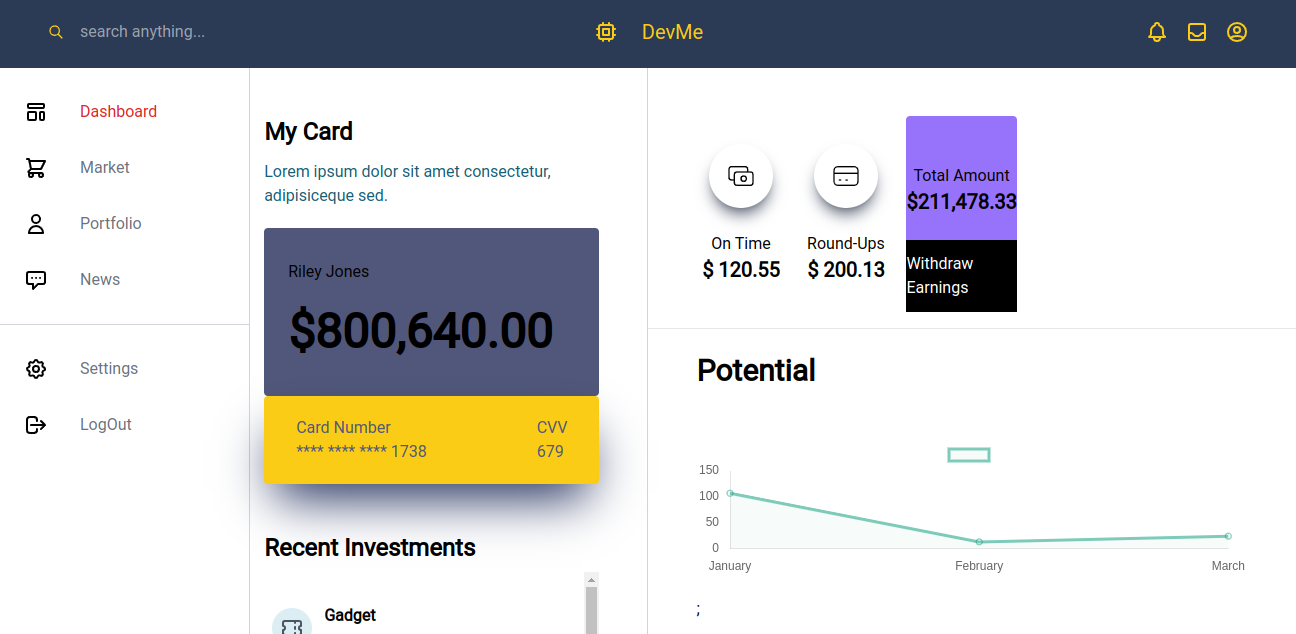 search anything...
DevMe
Dashboard
Market
Portfolio
News
Settings
LogOut
My Card
Lorem ipsum dolor sit amet consectetur,
adipisiceque sed.
Riley Jones
$800,640.00
Card Number
**** **** **** 1738
CVV
679
Recent Investments
Gadget
On Time
$ 120.55
Round-Ups
$ 200.13
Total Amount
$211,478.33
Withdraw
Earnings
Potential
150
100
50
0
January
February
March
;